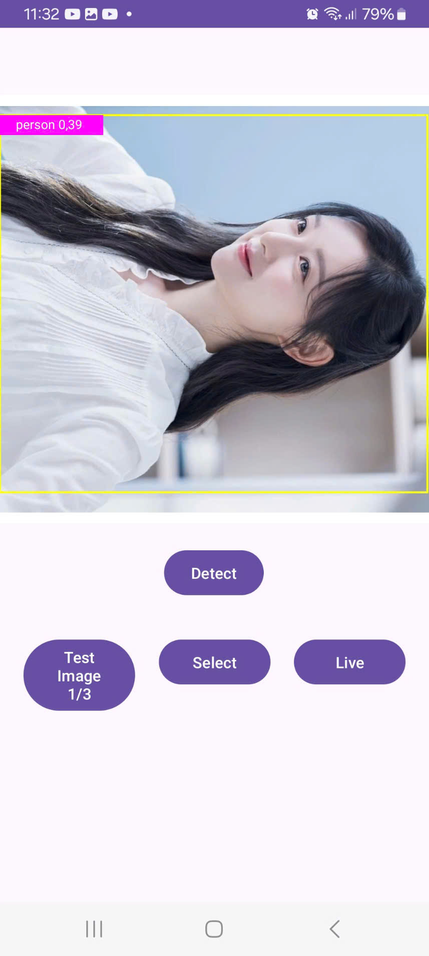 11:32 79%
person 0,39
Detect
Test
Image
1/3
Select
Live